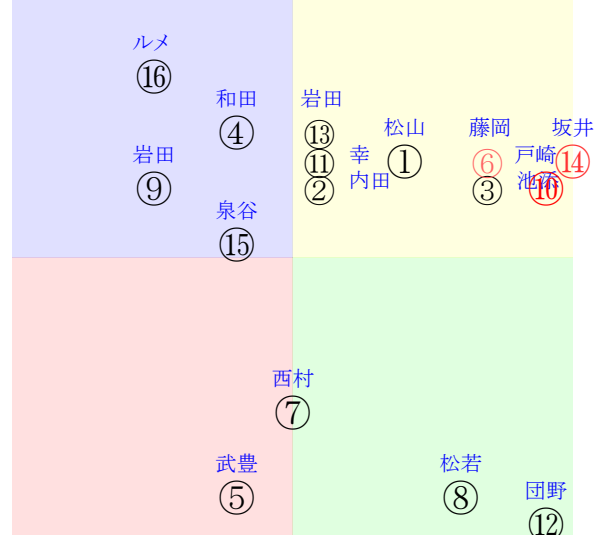 ルメ
⑯
和田 岩田
④ ⑬ 松山 藤岡 坂井
岩田 ⑪ 幸 ① ⑥ 戸崎 ⑭
⑨ ② 内田 ③ 池添 ⑩
泉谷
⑮
西村
⑦
武豊 松若
⑤ ⑧ 団野
⑫